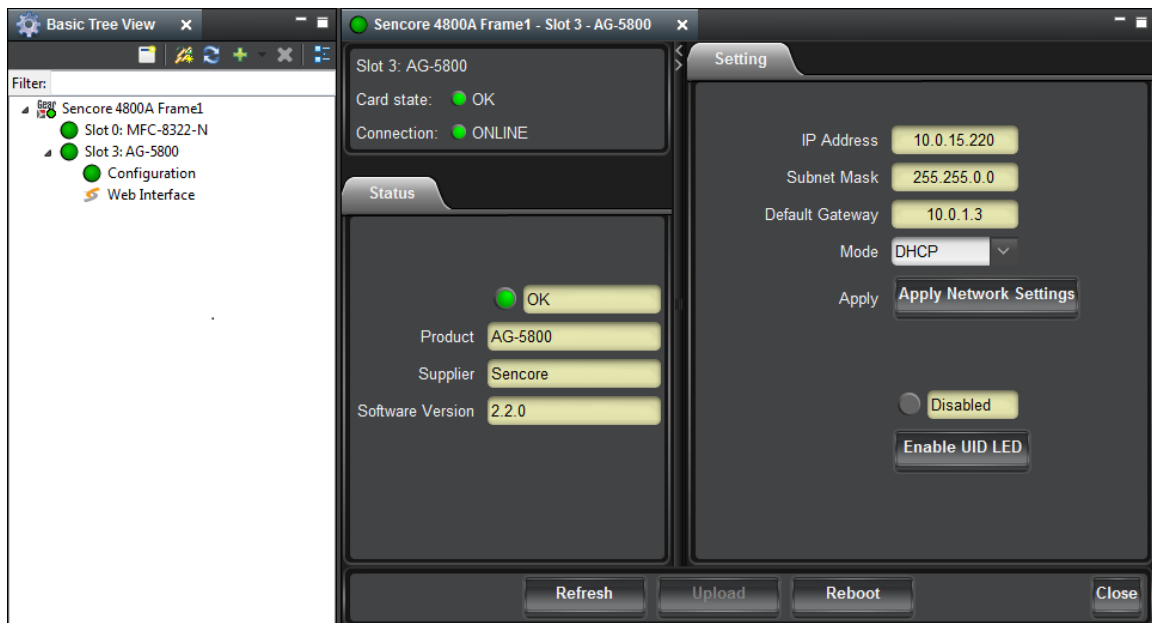 Basic Tree View
Filter:
Sencore 4800A Frame1
Slot 0: MFC-8322-N
Slot 3: AG-5800
Configuration
Web Interface
Sencore 4800A Frame1 - Slot 3 - AG-5800
Slot 3: AG-5800
Card state: OK
Connection: ONLINE
Status
OK
Product AG-5800
Supplier Sencore
Software Version 2.2.0
Setting
IP Address 10.0.15.220
Subnet Mask 255.255.0.0
Default Gateway 10.0.1.3
Mode DHCP
Apply Apply Network Settings
Disabled
Enable UID LED
Refresh Upload Reboot Close